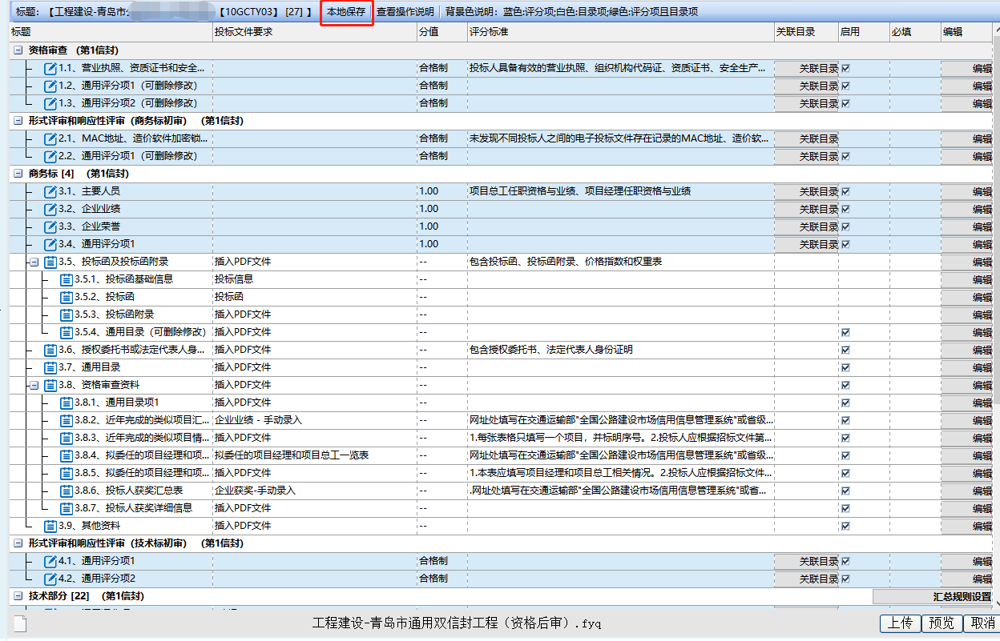 标题：【工程建设-青岛市 【10GCTY03】 [27] 】 本地保存 查看操作说明 背景色说明：蓝色:评分项;白色:目录项;绿色:评分项且目录项
标题 投标文件要求 分值 评分标准 关联目录 启用 必填 编辑
资格审查 (第1信封)
1.1、营业执照、资质证书和安全... 合格制 投标人具备有效的营业执照、组织机构代码证、资质证书、安全生产... 关联目录 编辑
1.2、通用评分项1（可删除修改） 合格制 关联目录 编辑
1.3、通用评分项2（可删除修改） 合格制 关联目录 编辑
形式评审和响应性评审（商务标初审） (第1信封)
2.1、MAC地址、造价软件加密锁... 合格制 未发现不同投标人之间的电子投标文件存在记录的MAC地址、造价软... 关联目录 编辑
2.2、通用评分项1（可删除修改） 合格制 关联目录 编辑
商务标 [4] (第1信封)
3.1、主要人员 1.00 项目总工任职资格与业绩、项目经理任职资格与业绩 关联目录 编辑
3.2、企业业绩 1.00 关联目录 编辑
3.3、企业荣誉 1.00 关联目录 编辑
3.4、通用评分项1 1.00 关联目录 编辑
3.5、投标函及投标函附录 插入PDF文件 -- 包含投标函、投标函附录、价格指数和权重表 编辑
3.5.1、投标函基础信息 投标信息 -- 编辑
3.5.2、投标函 投标函 -- 编辑
3.5.3、投标函附录 插入PDF文件 -- 编辑
3.5.4、通用目录（可删除修改） 插入PDF文件 -- 编辑
3.6、授权委托书或法定代表人身... 插入PDF文件 -- 包含授权委托书、法定代表人身份证明 编辑
3.7、通用目录 插入PDF文件 -- 编辑
3.8、资格审查资料 插入PDF文件 -- 编辑
3.8.1、通用目录项1 插入PDF文件 -- 编辑
3.8.2、近年完成的类似项目汇... 企业业绩 - 手动录入 -- 网址处填写在交通运输部"全国公路建设市场信用信息管理系统"或省级... 编辑
3.8.3、近年完成的类似项目情... 插入PDF文件 -- 1.每张表格只填写一个项目，并标明序号。2.投标人应根据招标文件第... 编辑
3.8.4、拟委任的项目经理和项... 拟委任的项目经理和项目总工一览表 -- 网址处填写在交通运输部"全国公路建设市场信用信息管理系统"或省级... 编辑
3.8.5、拟委任的项目经理和项... 插入PDF文件 -- 1.本表应填写项目经理和项目总工相关情况。2.投标人应根据招标文件... 编辑
3.8.6、投标人获奖汇总表 企业获奖-手动录入 -- .网址处填写在交通运输部"全国公路建设市场信用信息管理系统"或省... 编辑
3.8.7、投标人获奖详细信息 插入PDF文件 -- 编辑
3.9、其他资料 插入PDF文件 -- 编辑
形式评审和响应性评审（技术标初审） (第1信封)
4.1、通用评分项1 合格制 关联目录 编辑
4.2、通用评分项2 合格制 关联目录 编辑
技术部分 [22] (第1信封) 汇总规则设置
工程建设-青岛市通用双信封工程（资格后审）.fyq 上传 预览 取消